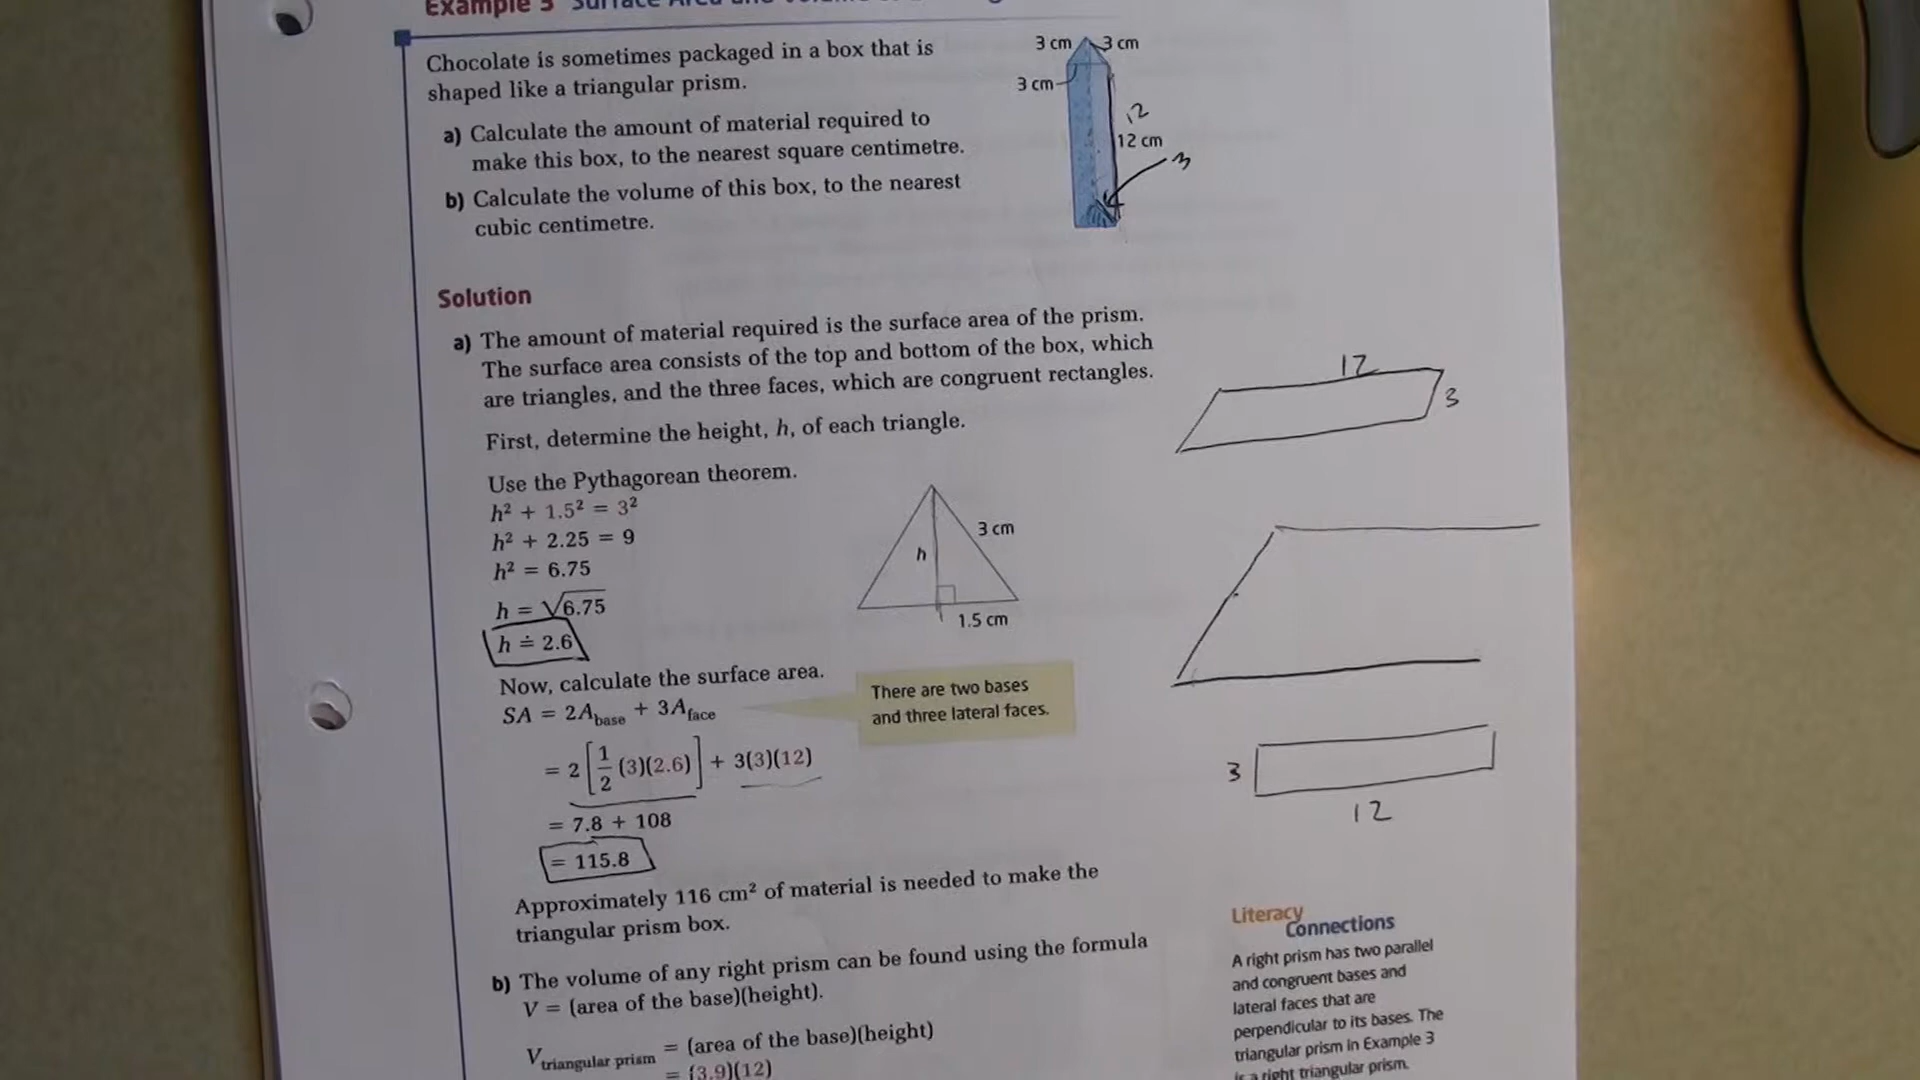 Example 3 Surface Area and Volume
Chocolate is sometimes packaged in a box that is
shaped like a triangular prism.
a) Calculate the amount of material required to
make this box, to the nearest square centimetre.
b) Calculate the volume of this box, to the nearest
cubic centimetre.
3 cm
3 cm
3 cm
12
12 cm
3
Solution
a) The amount of material required is the surface area of the prism.
The surface area consists of the top and bottom of the box, which
are triangles, and the three faces, which are congruent rectangles.
First, determine the height, h, of each triangle.
Use the Pythagorean theorem.
h² + 1.5² = 3²
h² + 2.25 = 9
h² = 6.75
h = √6.75
h ≐ 2.6
3 cm
h
1.5 cm
12
3
Now, calculate the surface area.
SA = 2A base + 3A face
There are two bases
and three lateral faces.
= 2[1/2 (3)(2.6)] + 3(3)(12)
= 7.8 + 108
= 115.8
3
12
Approximately 116 cm² of material is needed to make the
triangular prism box.
b) The volume of any right prism can be found using the formula
V = (area of the base)(height).
V triangular prism = (area of the base)(height)
= (3.9)(12)
Literacy
Connections
A right prism has two parallel
and congruent bases and
lateral faces that are
perpendicular to its bases. The
triangular prism in Example 3
is a right triangular prism.